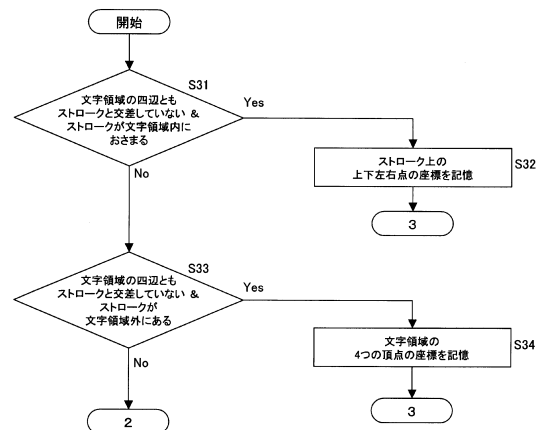 開始
S31
文字領域の四辺とも
ストロークと交差していない &
ストロークが文字領域内に
おさまる
Yes
No
ストローク上の
上下左右点の座標を記憶
S32
3
S33
文字領域の四辺とも
ストロークと交差していない &
ストロークが
文字領域外にある
Yes
No
文字領域の
4つの頂点の座標を記憶
S34
3
2